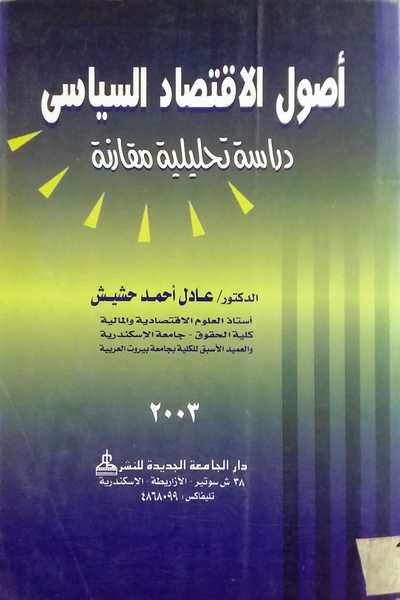 أصول الاقتصاد السياسى
دراسة تحليلية مقارنة
الدكتور/ عادل أحمد حشيش
أستاذ العلوم الاقتصادية والمالية
كلية الحقوق - جامعة الإسكندرية
والعميد الأسبق للكلية بجامعة بيروت العربية
٢٠٠٣
دار الجامعة الجديدة للنشر
٣٨ ش سوتير - الأزاريطة - الاسكندرية
تليفاكس: ٤٨٦٨٠٩٩